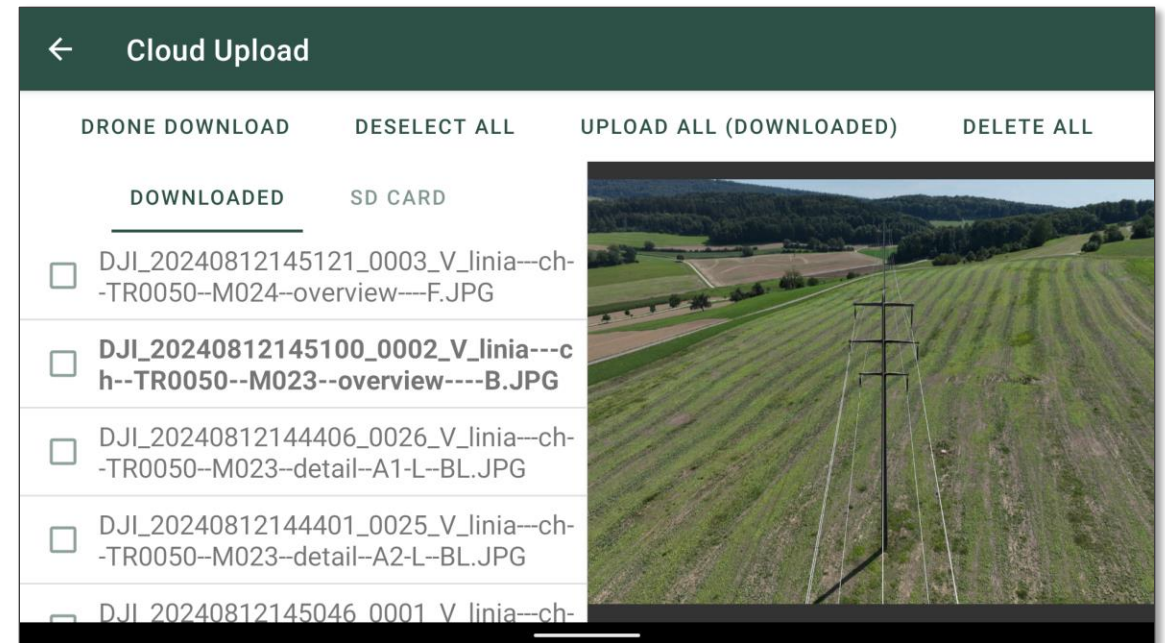 Cloud Upload
DRONE DOWNLOAD DESELECT ALL UPLOAD ALL (DOWNLOADED) DELETE ALL
DOWNLOADED SD CARD
DJI_20240812145121_0003_V_linia---ch-
-TR0050--M024--overview----F.JPG
DJI_20240812145100_0002_V_linia---c
h--TR0050--M023--overview----B.JPG
DJI_20240812144406_0026_V_linia---ch-
-TR0050--M023--detail--A1-L--BL.JPG
DJI_20240812144401_0025_V_linia---ch-
-TR0050--M023--detail--A2-L--BL.JPG
DJI_20240812145046_0001_V_linia---ch-